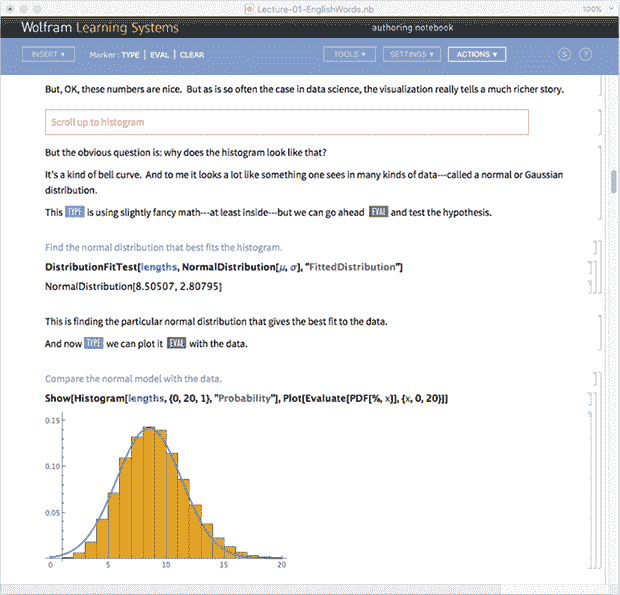 Lecture-01-EnglishWords.nb
100%
Wolfram Learning Systems
authoring notebook
INSERT ▾
Marker: TYPE | EVAL | CLEAR
TOOLS ▾
SETTINGS ▾
ACTIONS ▾
S
?
But, OK, these numbers are nice. But as is so often the case in data science, the visualization really tells a much richer story.
Scroll up to histogram
But the obvious question is: why does the histogram look like that?
It's a kind of bell curve. And to me it looks a lot like something one sees in many kinds of data---called a normal or Gaussian
distribution.
This TYPE is using slightly fancy math---at least inside---but we can go ahead EVAL and test the hypothesis.
Find the normal distribution that best fits the histogram.
DistributionFitTest[lengths, NormalDistribution[μ, σ], "FittedDistribution"]
NormalDistribution[8.50507, 2.80795]
This is finding the particular normal distribution that gives the best fit to the data.
And now TYPE we can plot it EVAL with the data.
Compare the normal model with the data.
Show[Histogram[lengths, {0, 20, 1}, "Probability"], Plot[Evaluate[PDF[%, x]], {x, 0, 20}]]
0.15
0.10
0.05
0 5 10 15 20